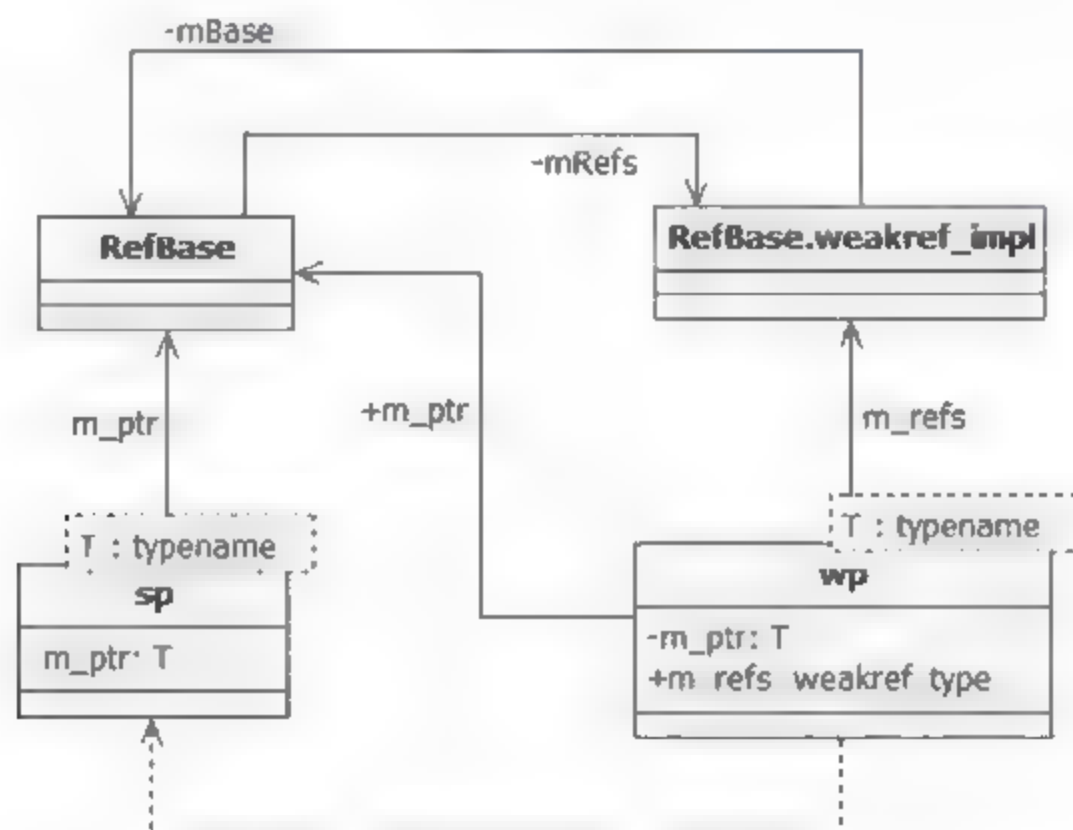 -mBase
-mRefs
RefBase
RefBase.weakref_impl
m_ptr
+m_ptr
m_refs
T : typename
sp
m_ptr: T
T : typename
wp
-m_ptr: T
+m refs weakref type